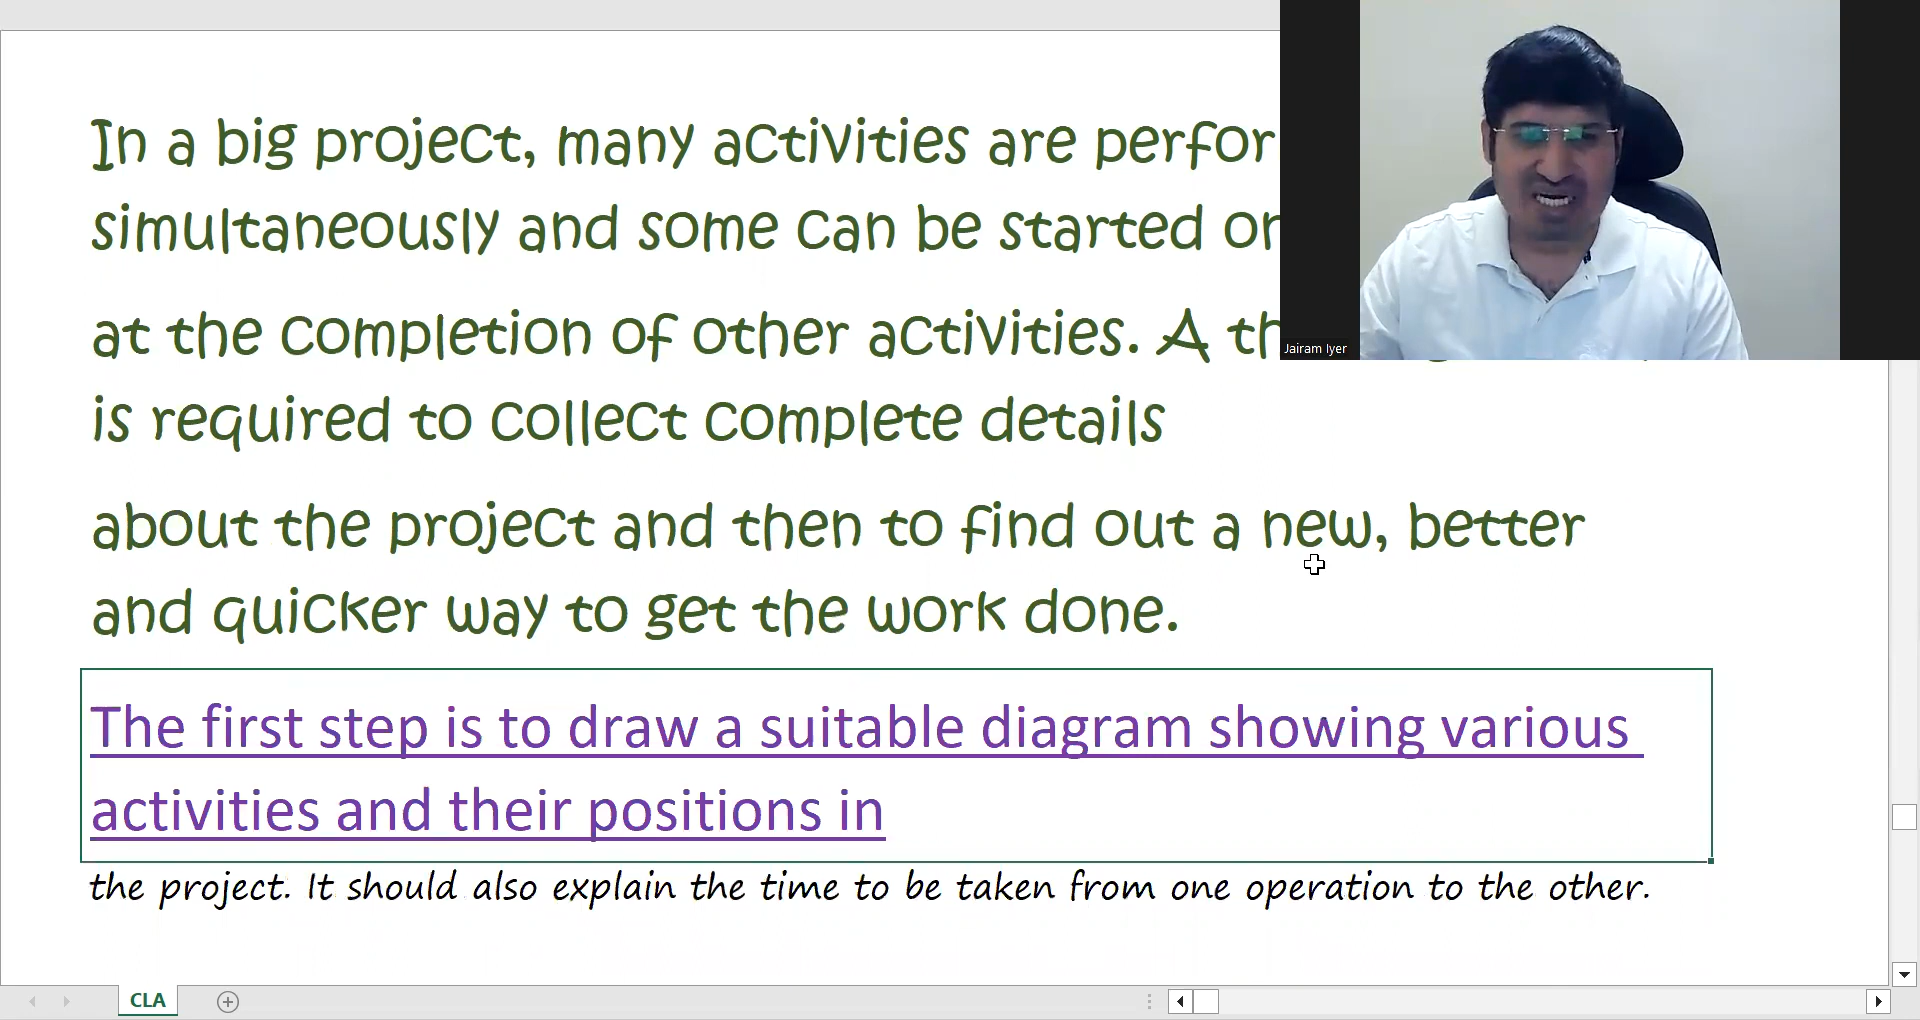 In a big project, many activities are
simultaneously and some can be started
at the completion of other activities. A
is required to collect complete details
about the project and then to find out a new, better
and quicker way to get the work done.
The first step is to draw a suitable diagram showing various
activities and their positions in
the project. It should also explain the time to be taken from one operation to the other.
Jairam Iyer
CLA